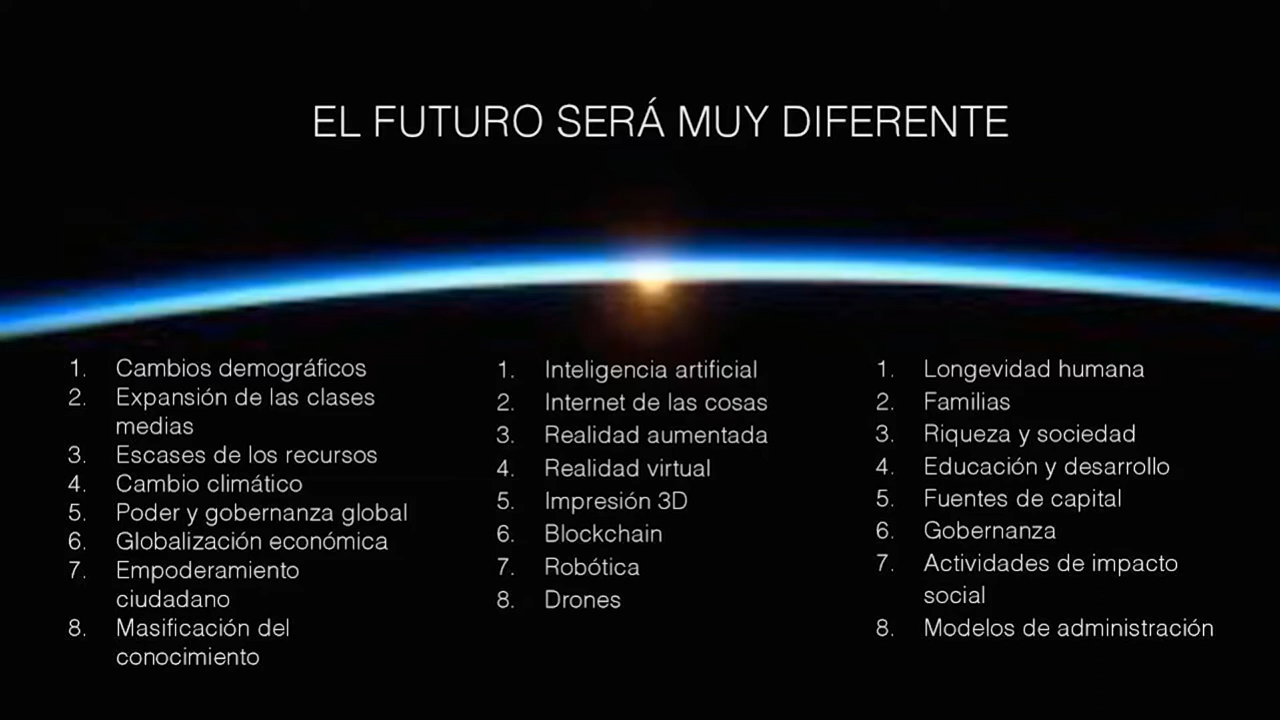 EL FUTURO SERÁ MUY DIFERENTE
1. Cambios demográficos
2. Expansión de las clases
medias
3. Escases de los recursos
4. Cambio climático
5. Poder y gobernanza global
6. Globalización económica
7. Empoderamiento
ciudadano
8. Masificación del
conocimiento
1. Inteligencia artificial
2. Internet de las cosas
3. Realidad aumentada
4. Realidad virtual
5. Impresión 3D
6. Blockchain
7. Robótica
8. Drones
1. Longevidad humana
2. Familias
3. Riqueza y sociedad
4. Educación y desarrollo
5. Fuentes de capital
6. Gobernanza
7. Actividades de impacto
social
8. Modelos de administración